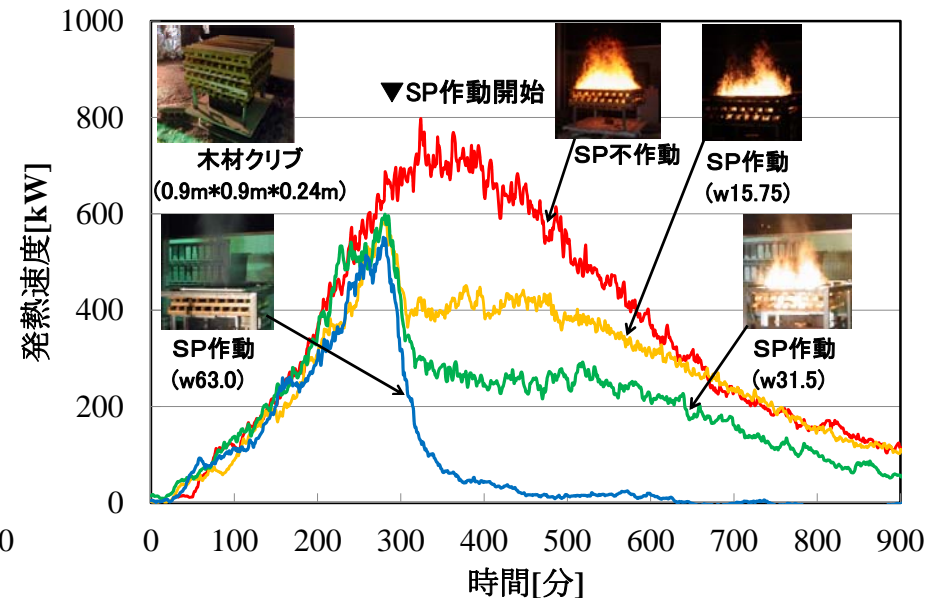 1000
800
600
400
200
0
発熱速度[kW]
▼SP作動開始
木材クリブ
(0.9m*0.9m*0.24m)
SP不作動
SP作動
(w15.75)
SP作動
(w63.0)
SP作動
(w31.5)
0
0 100 200 300 400 500 600 700 800 900
時間[分]